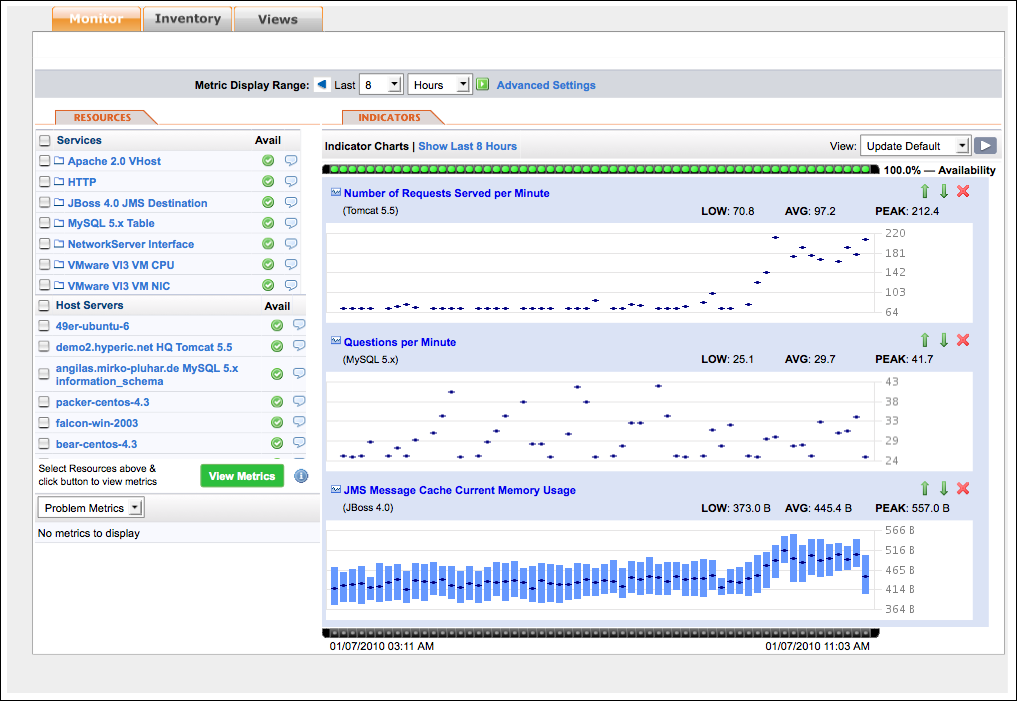 Monitor Inventory Views
Metric Display Range: Last 8 Hours Advanced Settings
RESOURCES
Services Avail
Apache 2.0 VHost
HTTP
JBoss 4.0 JMS Destination
MySQL 5.x Table
NetworkServer Interface
VMware VI3 VM CPU
VMware VI3 VM NIC
Host Servers Avail
49er-ubuntu-6
demo2.hyperic.net HQ Tomcat 5.5
angilas.mirko-pluhar.de MySQL 5.x
information_schema
packer-centos-4.3
falcon-win-2003
bear-centos-4.3
Select Resources above &
click button to view metrics
View Metrics
Problem Metrics
No metrics to display
INDICATORS
Indicator Charts | Show Last 8 Hours View: Update Default
100.0% — Availability
Number of Requests Served per Minute
(Tomcat 5.5) LOW: 70.8 AVG: 97.2 PEAK: 212.4
220
181
142
103
64
Questions per Minute
(MySQL 5.x) LOW: 25.1 AVG: 29.7 PEAK: 41.7
43
38
33
29
24
JMS Message Cache Current Memory Usage
(JBoss 4.0) LOW: 373.0 B AVG: 445.4 B PEAK: 557.0 B
566 B
516 B
465 B
414 B
364 B
01/07/2010 03:11 AM 01/07/2010 11:03 AM